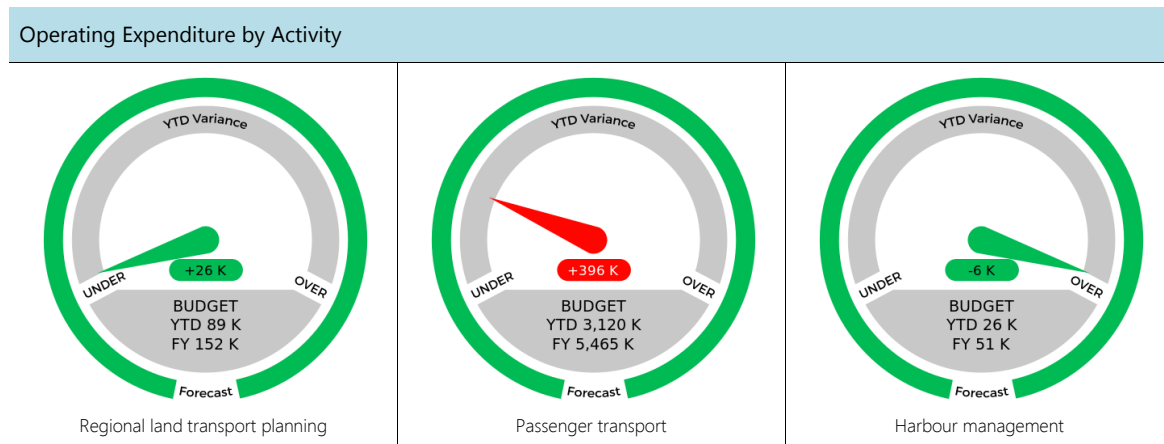 Operating Expenditure by Activity
YTD Variance
+26 K
UNDER
OVER
BUDGET
YTD 89 K
FY 152 K
Forecast
Regional land transport planning
YTD Variance
+396 K
UNDER
OVER
BUDGET
YTD 3,120 K
FY 5,465 K
Forecast
Passenger transport
YTD Variance
-6 K
UNDER
OVER
BUDGET
YTD 26 K
FY 51 K
Forecast
Harbour management